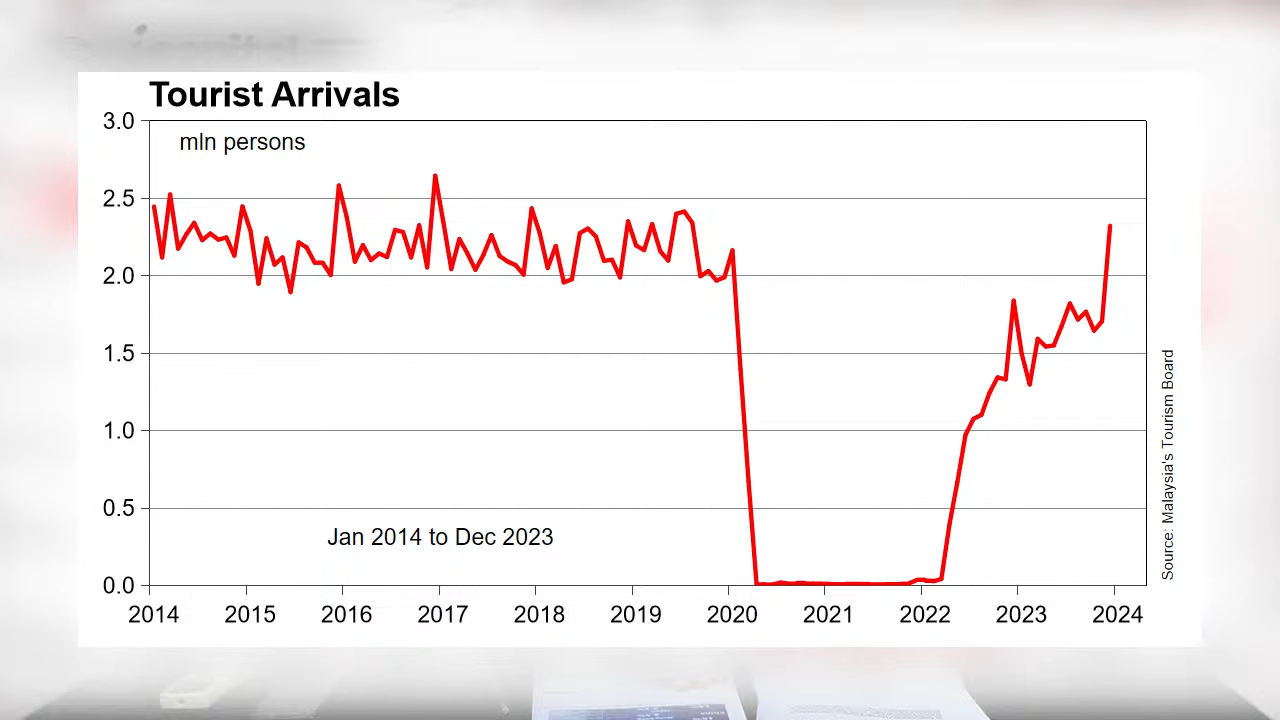 Tourist Arrivals
mln persons
3.0
2.5
2.0
1.5
1.0
0.5
0.0
Jan 2014 to Dec 2023
2014 2015 2016 2017 2018 2019 2020 2021 2022 2023 2024
Source: Malaysia's Tourism Board